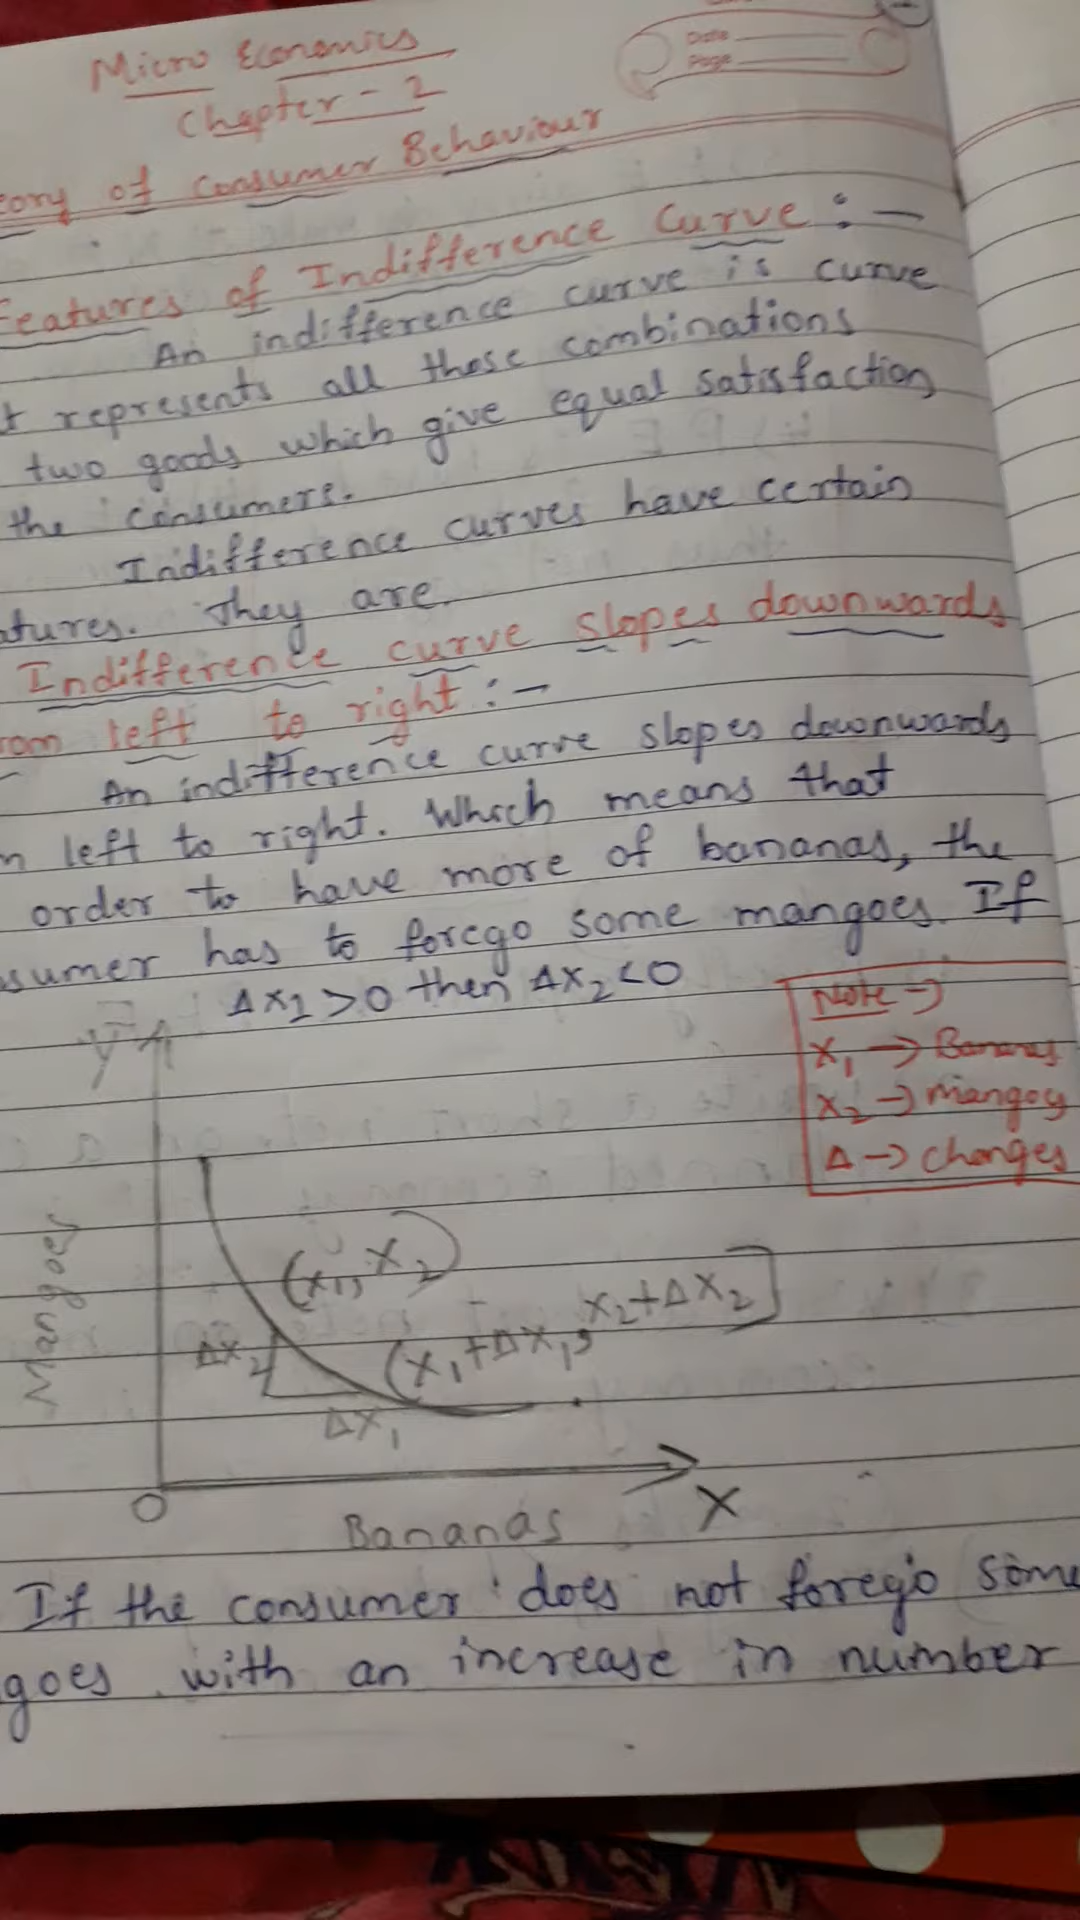 Micro Economics
Chapter - 2
Date
Page
eory of Consumer Behaviour
Features of Indifference Curve : -
An indifference curve is curve
t represents all those combinations
two goods which give equal satisfaction
the consumers.
Indifference curves have certain
atures. They are.
Indifference curve slopes downwards
rom left to right : -
An indifference curve slopes downwards
m left to right. Which means that
order to have more of bananas, the
sumer has to forego some mangoes. If
Δx1 >0 then Δx2 <0
Note →
X1 → Bananas
X2 → Mangoes
Δ → changes
Y
Mangoes
(x1, x2)
(x1+Δx1, x2+Δx2)
Δx2
Δx1
O
X
Bananas
If the consumer does not forego some
goes with an increase in number